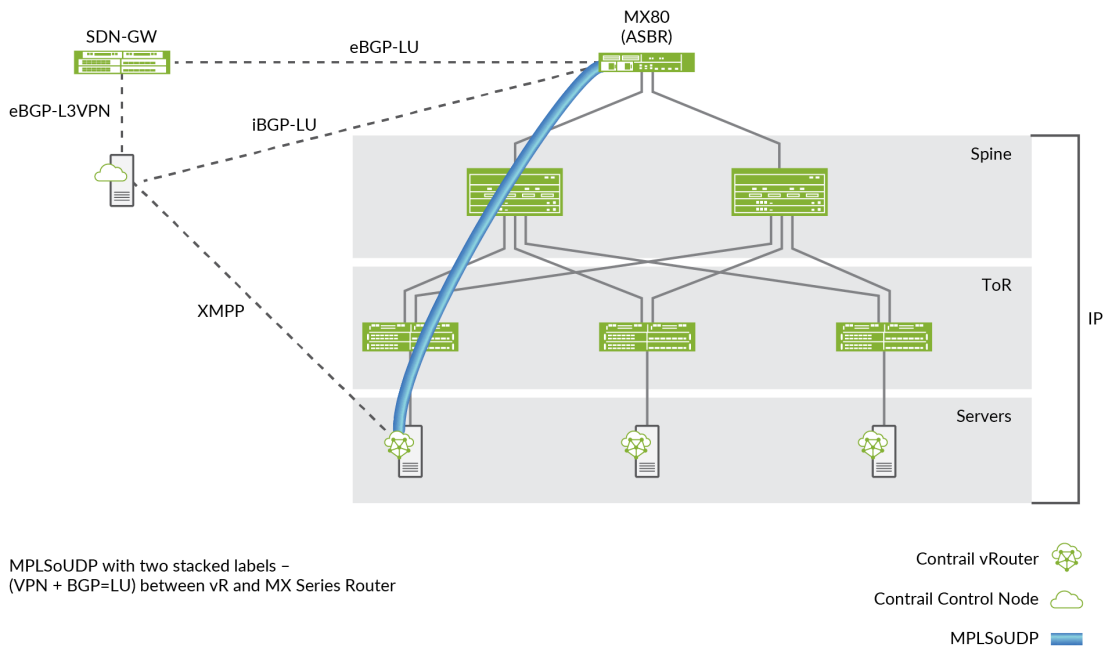 MX80
(ASBR)
SDN-GW
eBGP-LU
eBGP-L3VPN
iBGP-LU
Spine
ToR
XMPP
IP
Servers
MPLSoUDP with two stacked labels –
(VPN + BGP=LU) between vR and MX Series Router
Contrail vRouter
Contrail Control Node
MPLSoUDP